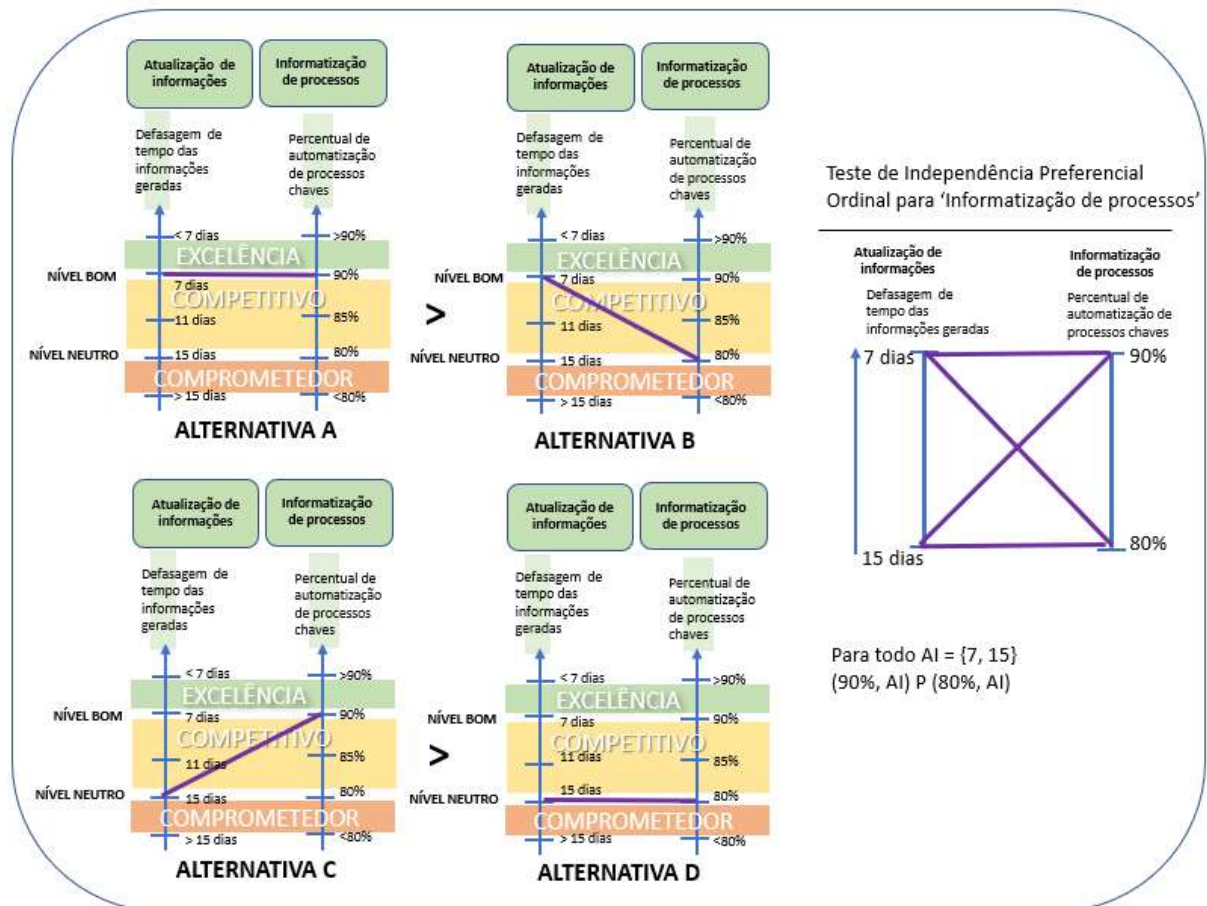 Atualização de
informações
Informatização
de processos
Defasagem de
tempo das
informações
geradas
Percentual de
automatização
de processos
chaves
< 7 dias
>90%
EXCELÊNCIA
NÍVEL BOM
7 dias
90%
COMPETITIVO
11 dias
85%
NÍVEL NEUTRO
15 dias
80%
COMPROMETEDOR
> 15 dias
<80%
ALTERNATIVA A
>
Atualização de
informações
Informatização
de processos
Defasagem de
tempo das
informações
geradas
Percentual de
automatização
de processos
chaves
< 7 dias
>90%
EXCELÊNCIA
NÍVEL BOM
7 dias
90%
COMPETITIVO
11 dias
85%
NÍVEL NEUTRO
15 dias
80%
COMPROMETEDOR
> 15 dias
<80%
ALTERNATIVA B
Atualização de
informações
Informatização
de processos
Defasagem de
tempo das
informações
geradas
Percentual de
automatização
de processos
chaves
< 7 dias
>90%
EXCELÊNCIA
NÍVEL BOM
7 dias
90%
COMPETITIVO
11 dias
85%
NÍVEL NEUTRO
15 dias
80%
COMPROMETEDOR
> 15 dias
<80%
ALTERNATIVA C
>
Atualização de
informações
Informatização
de processos
Defasagem de
tempo das
informações
geradas
Percentual de
automatização
de processos
chaves
< 7 dias
>90%
EXCELÊNCIA
NÍVEL BOM
7 dias
90%
COMPETITIVO
11 dias
85%
NÍVEL NEUTRO
15 dias
80%
COMPROMETEDOR
> 15 dias
<80%
ALTERNATIVA D
Teste de Independência Preferencial
Ordinal para ‘Informatização de processos’
Atualização de
informações
Informatização
de processos
Defasagem de
tempo das
informações geradas
Percentual de
automatização de
processos chaves
7 dias
90%
15 dias
80%
Para todo AI = {7, 15}
(90%, AI) P (80%, AI)